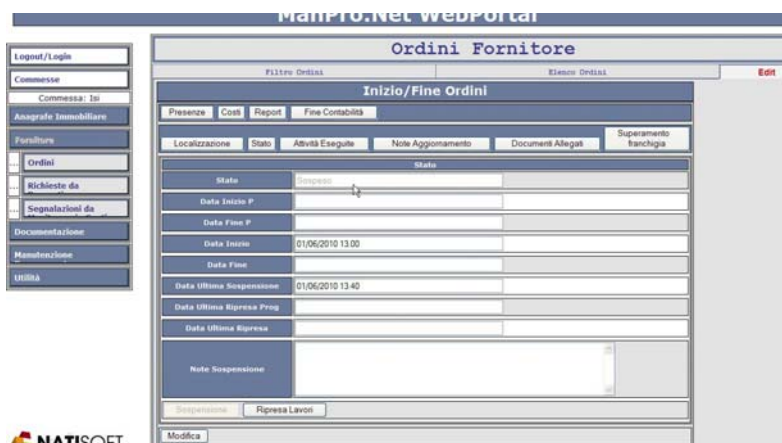 ManPro.Net WebPortal
Ordini Fornitore
Logout/Login
Commesse
Commessa: Isi
Anagrafe Immobiliare
Forniture
... Ordini
... Richieste da
... Segnalazioni da
Documentazione
Manutenzione
Utilità
Filtro Ordini Elenco Ordini Edit
Inizio/Fine Ordini
Presenze Costi Report Fine Contabilità
Localizzazione Stato Attività Eseguite Note Aggiornamento Documenti Allegati Superamento franchigia
Stato
Stato Sospeso
Data Inizio P
Data Fine P
Data Inizio 01/06/2010 13.00
Data Fine
Data Ultima Sospensione 01/06/2010 13:40
Data Ultima Ripresa Prog
Data Ultima Ripresa
Note Sospensione
Sospensione Ripresa Lavori
Modifica
NATISOFT